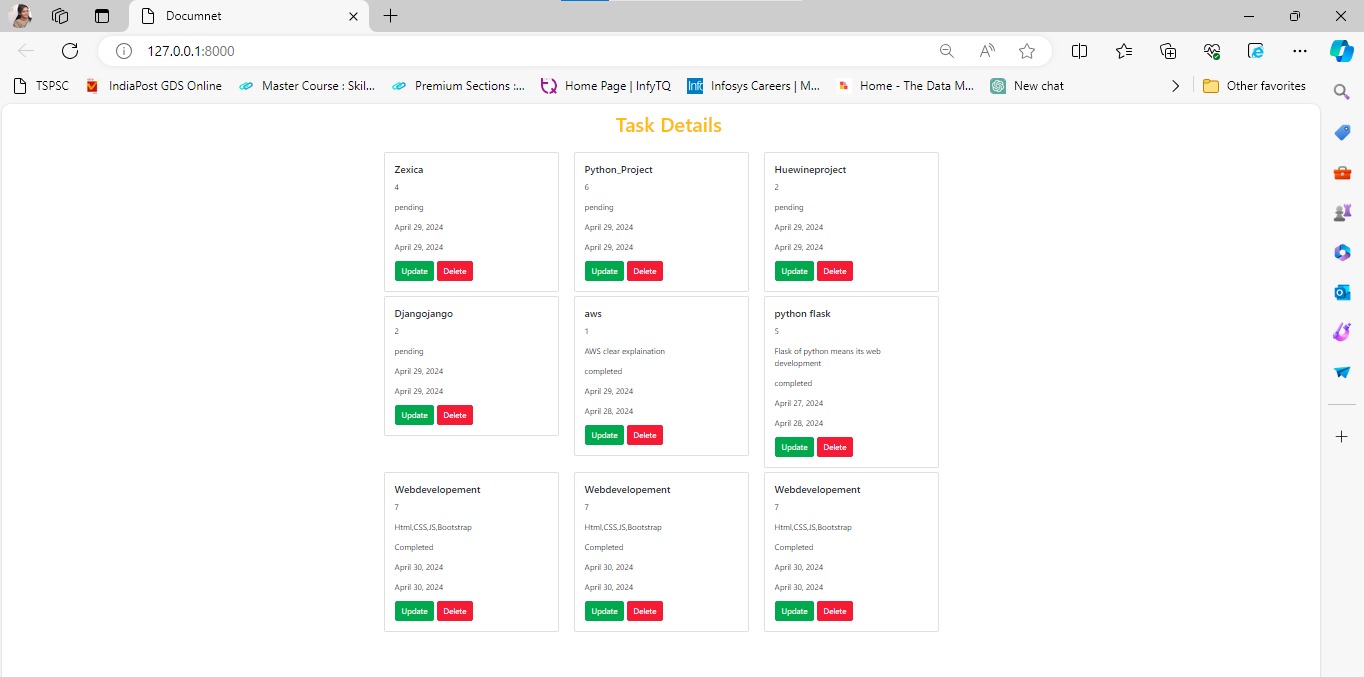 Documnet
127.0.0.1:8000
TSPSC
IndiaPost GDS Online
Master Course : Skil...
Premium Sections :...
Home Page | InfyTQ
Infosys Careers | M...
Home - The Data M...
New chat
Other favorites
Task Details
Zexica
4
pending
April 29, 2024
April 29, 2024
Update Delete
Python_Project
6
pending
April 29, 2024
April 29, 2024
Update Delete
Huewineproject
2
pending
April 29, 2024
April 29, 2024
Update Delete
Djangojango
2
pending
April 29, 2024
April 29, 2024
Update Delete
aws
1
AWS clear explaination
completed
April 29, 2024
April 28, 2024
Update Delete
python flask
5
Flask of python means its web
development
completed
April 27, 2024
April 28, 2024
Update Delete
Webdevelopement
7
Html,CSS,JS,Bootstrap
Completed
April 30, 2024
April 30, 2024
Update Delete
Webdevelopement
7
Html,CSS,JS,Bootstrap
Completed
April 30, 2024
April 30, 2024
Update Delete
Webdevelopement
7
Html,CSS,JS,Bootstrap
Completed
April 30, 2024
April 30, 2024
Update Delete